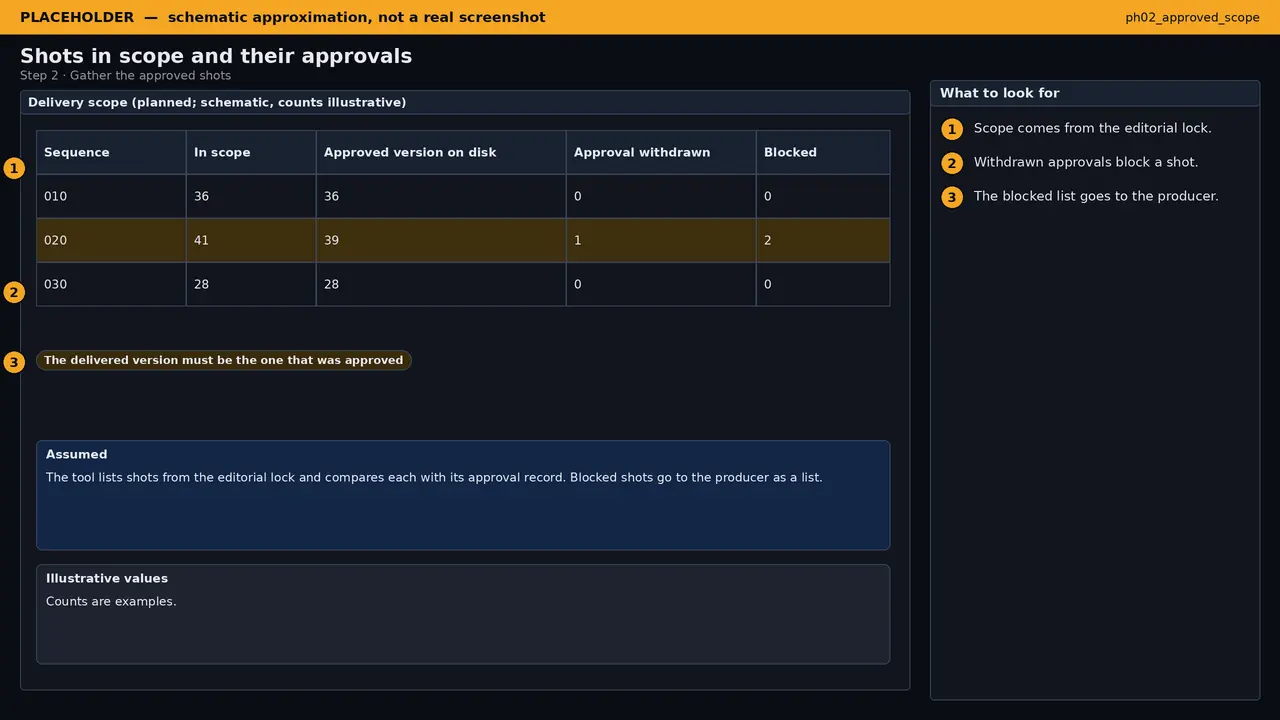 PLACEHOLDER — schematic approximation, not a real screenshot
ph02_approved_scope
Shots in scope and their approvals
Step 2 · Gather the approved shots
Delivery scope (planned; schematic, counts illustrative)
Sequence In scope Approved version on disk Approval withdrawn Blocked
1
010 36 36 0 0
020 41 39 1 2
030 28 28 0 0
2
3 The delivered version must be the one that was approved
Assumed
The tool lists shots from the editorial lock and compares each with its approval record. Blocked shots go to the producer as a list.
Illustrative values
Counts are examples.
What to look for
1 Scope comes from the editorial lock.
2 Withdrawn approvals block a shot.
3 The blocked list goes to the producer.